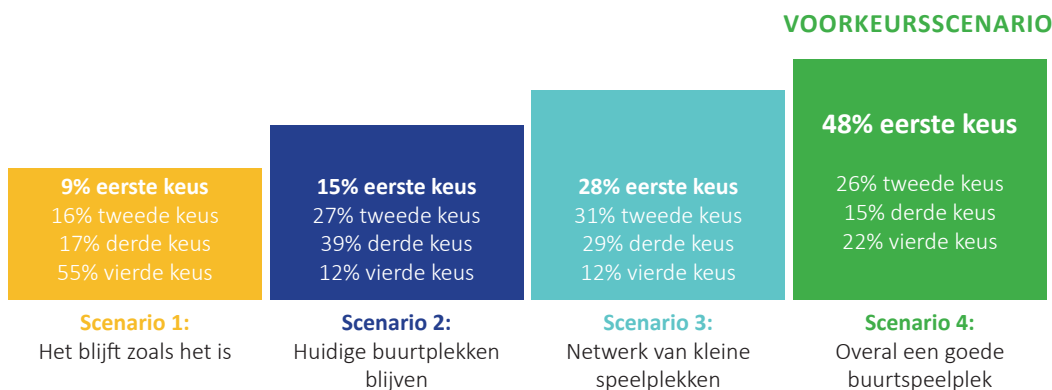 VOORKEURSSCENARIO
9% eerste keus
16% tweede keus
17% derde keus
55% vierde keus
15% eerste keus
27% tweede keus
39% derde keus
12% vierde keus
28% eerste keus
31% tweede keus
29% derde keus
12% vierde keus
48% eerste keus
26% tweede keus
15% derde keus
22% vierde keus
Scenario 1:
Het blijft zoals het is
Scenario 2:
Huidige buurtplekken
blijven
Scenario 3:
Netwerk van kleine
speelplekken
Scenario 4:
Overal een goede
buurtspeelplek